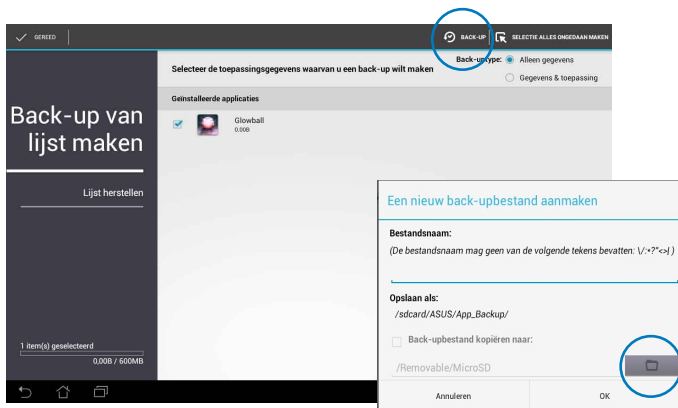 GEREED
BACK-UP
SELECTIE ALLES ONGEDAAN MAKEN
Selecteer de toepassingsgegevens waarvan u een back-up wilt maken
Back-uptype:
Alleen gegevens
Gegevens & toepassing
Geïnstalleerde applicaties
Glowball
0.00B
Back-up van
lijst maken
Lijst herstellen
1 item(s) geselecteerd
0,00B / 600MB
Een nieuw back-upbestand aanmaken
Bestandsnaam:
(De bestandsnaam mag geen van de volgende tekens bevatten: \/:*?"<>| )
Opslaan als:
/sdcard/ASUS/App_Backup/
Back-upbestand kopiëren naar:
/Removable/MicroSD
Annuleren
OK